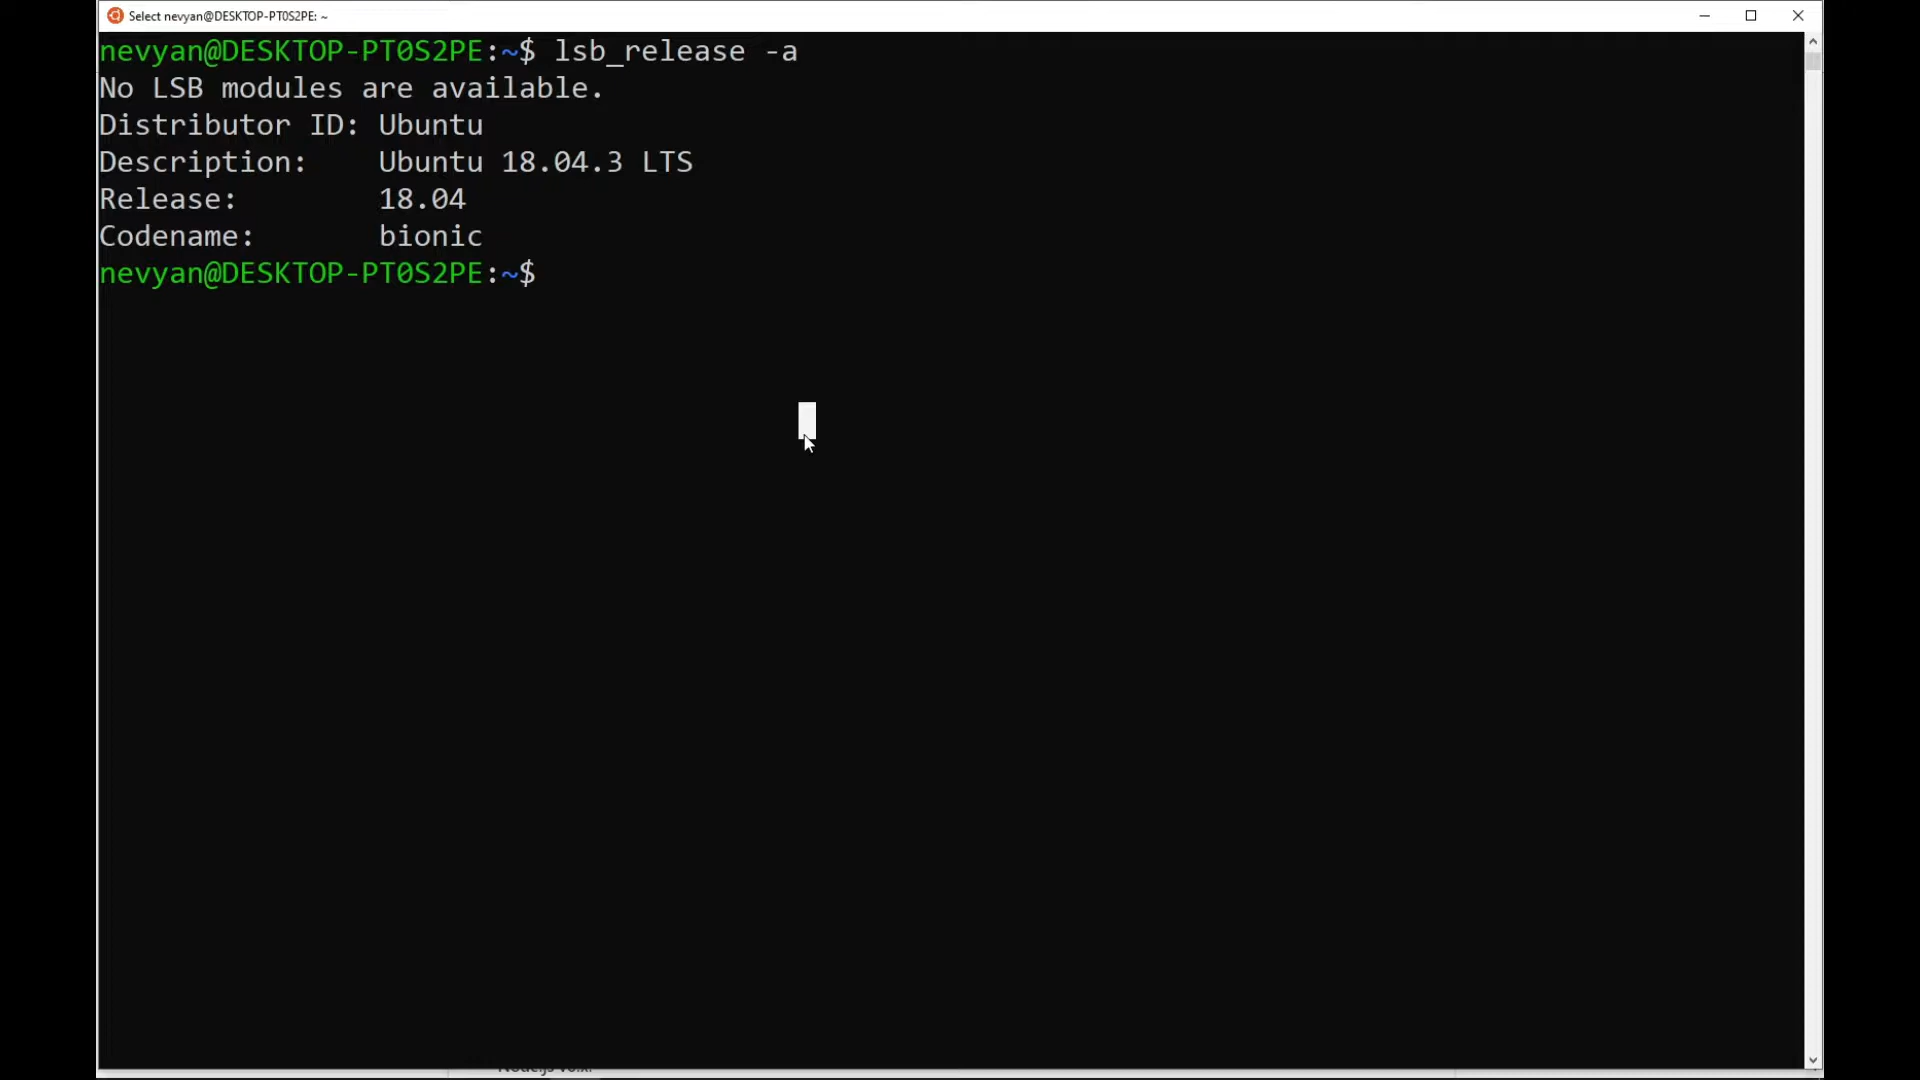 Select nevyan@DESKTOP-PT0S2PE: ~
nevyan@DESKTOP-PT0S2PE:~$ lsb_release -a
No LSB modules are available.
Distributor ID: Ubuntu
Description:    Ubuntu 18.04.3 LTS
Release:        18.04
Codename:       bionic
nevyan@DESKTOP-PT0S2PE:~$